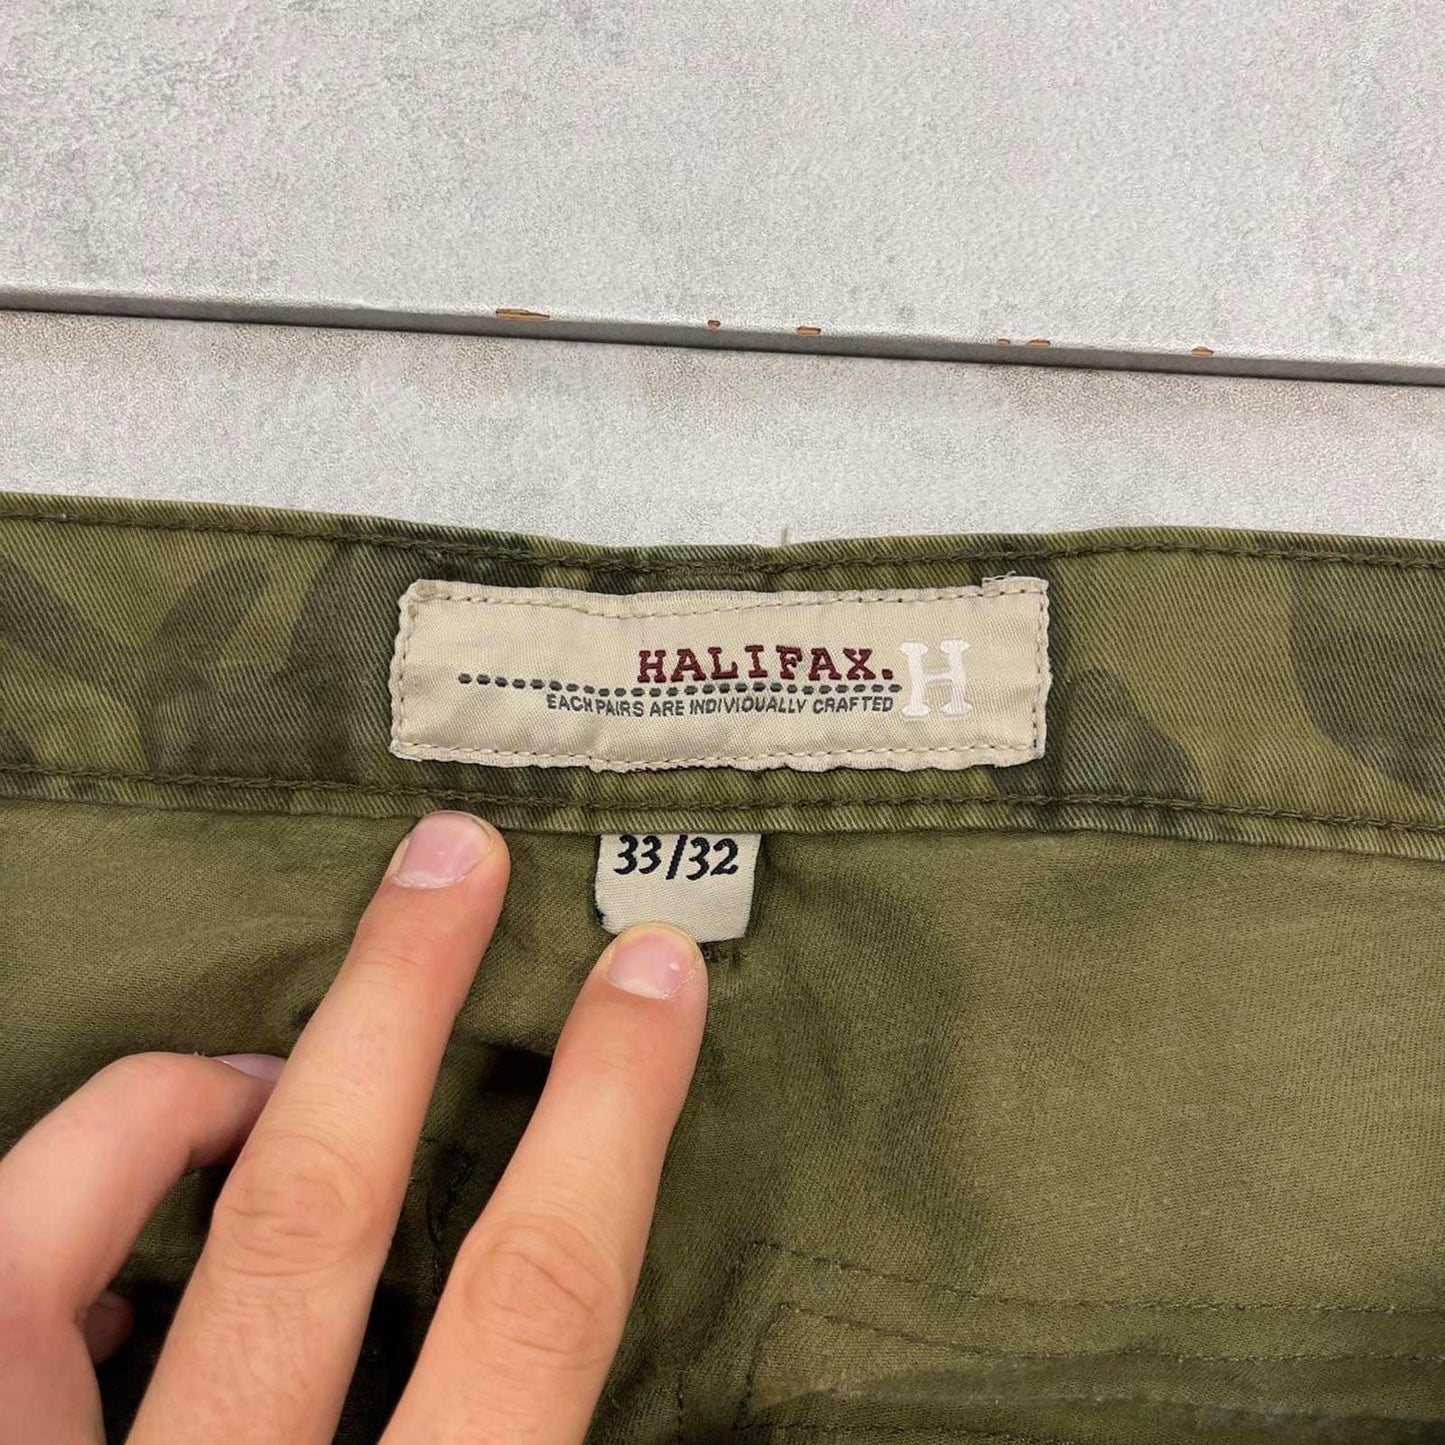 HALIFAX. H
EACH PAIRS ARE INDIVIDUALLY CRAFTED
33/32